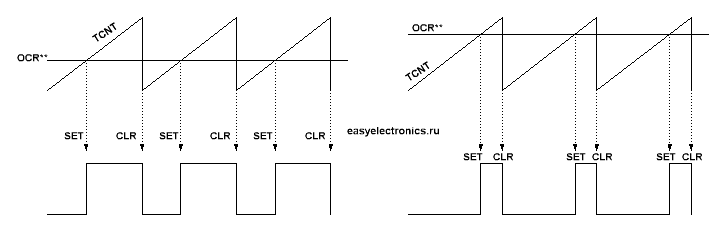 TCNT
OCR**
SET CLR SET CLR SET CLR
easyelectronics.ru
OCR**
TCNT
SET CLR SET CLR SET CLR